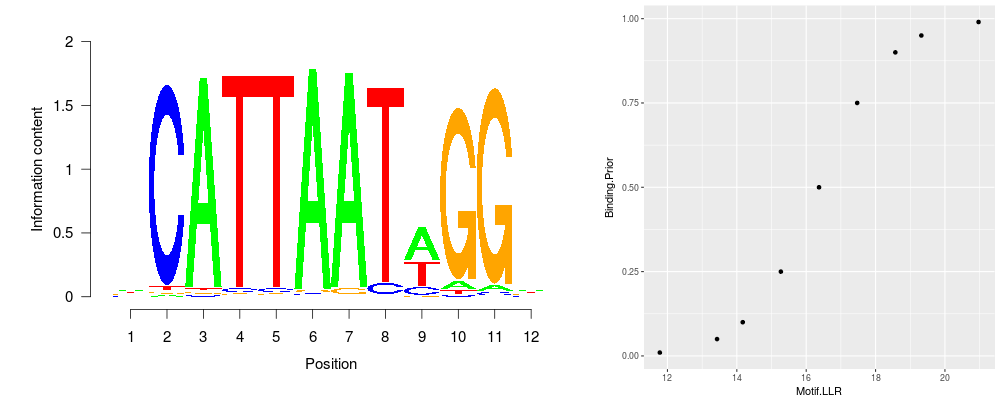 2
1.5
1
0.5
0
Information content
CATTAATAGG
T
1 2 3 4 5 6 7 8 9 10 11 12
Position
1.00
0.75
0.50
0.25
0.00
Binding.Prior
12 14 16 18 20
Motif.LLR